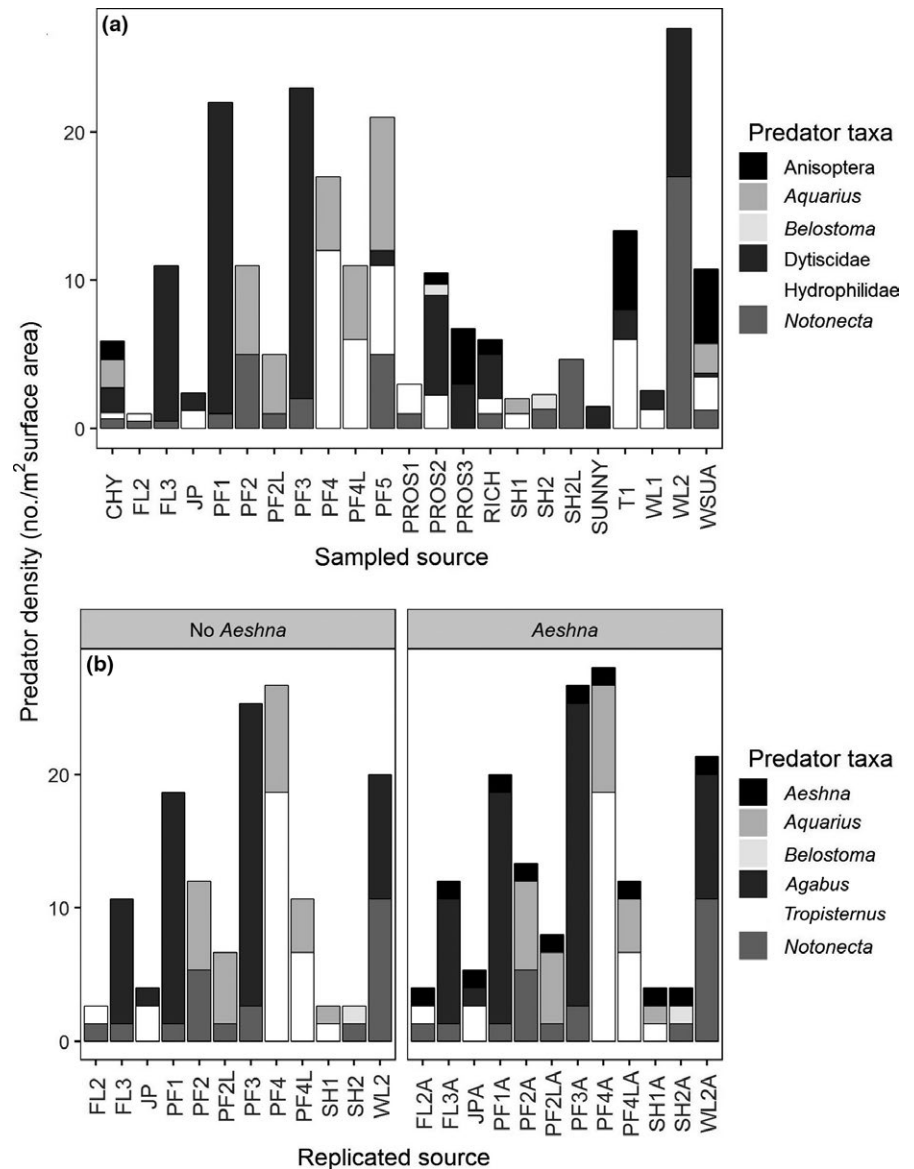 (a)
20
10
0
CHY
FL2
FL3
JP
PF1
PF2
PF2L
PF3
PF4
PF4L
PF5
PROS1
PROS2
PROS3
RICH
SH1
SH2
SH2L
SUNNY
T1
WL1
WL2
WSUA
Sampled source
Predator taxa
Anisoptera
Aquarius
Belostoma
Dytiscidae
Hydrophilidae
Notonecta
Predator density (no./m² surface area)
No Aeshna
Aeshna
(b)
20
10
0
FL2
FL3
JP
PF1
PF2
PF2L
PF3
PF4
PF4L
SH1
SH2
WL2
FL2A
FL3A
JPA
PF1A
PF2A
PF2LA
PF3A
PF4A
PF4LA
SH1A
SH2A
WL2A
Replicated source
Predator taxa
Aeshna
Aquarius
Belostoma
Agabus
Tropisternus
Notonecta